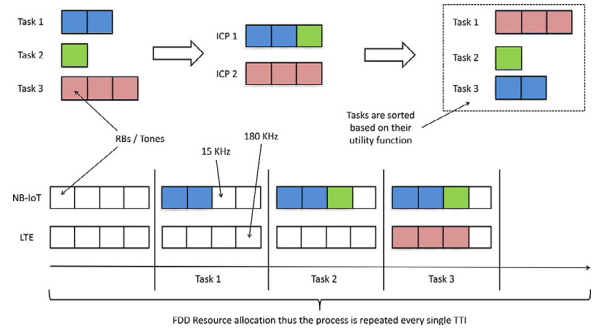 Task 1
Task 2
Task 3
ICP 1
ICP 2
Task 1
Task 2
Task 3
Tasks are sorted
based on their
utility function
RBs / Tones
15 KHz
180 KHz
NB-IoT
LTE
Task 1
Task 2
Task 3
FDD Resource allocation thus the process is repeated every single TTI